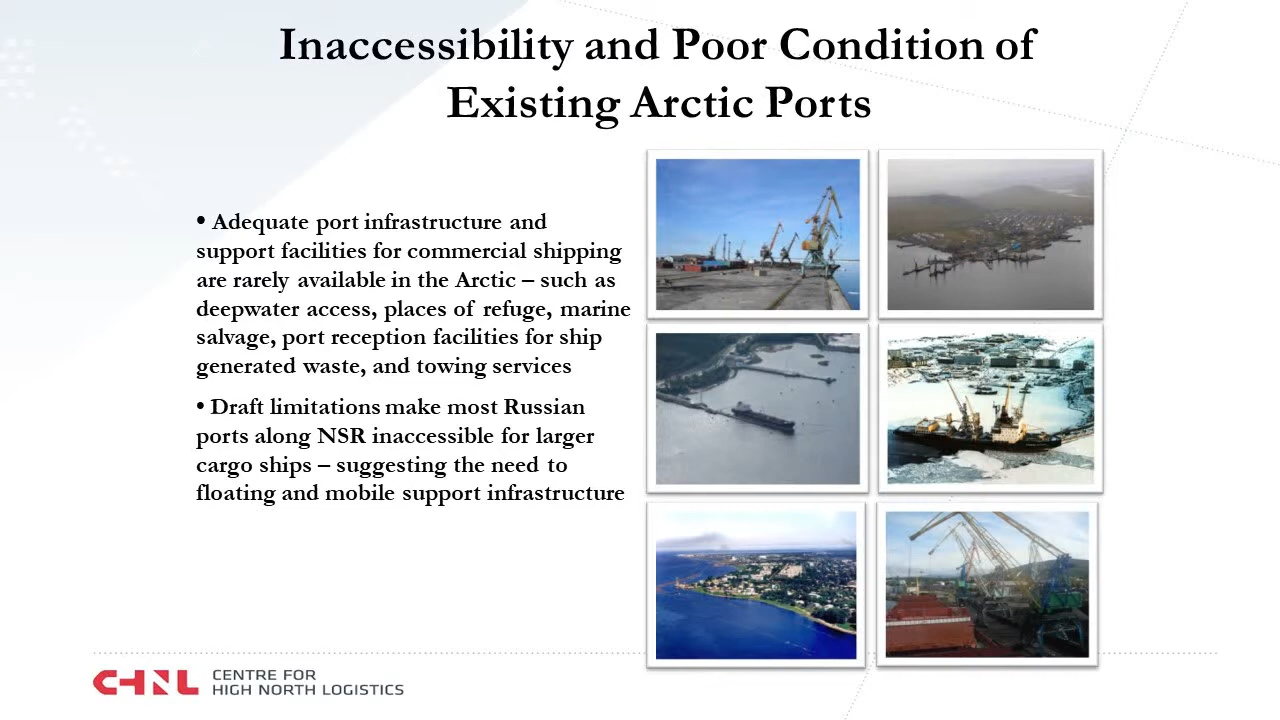 Inaccessibility and Poor Condition of
Existing Arctic Ports
• Adequate port infrastructure and
support facilities for commercial shipping
are rarely available in the Arctic – such as
deepwater access, places of refuge, marine
salvage, port reception facilities for ship
generated waste, and towing services
• Draft limitations make most Russian
ports along NSR inaccessible for larger
cargo ships – suggesting the need to
floating and mobile support infrastructure
CHNL
CENTRE FOR
HIGH NORTH LOGISTICS